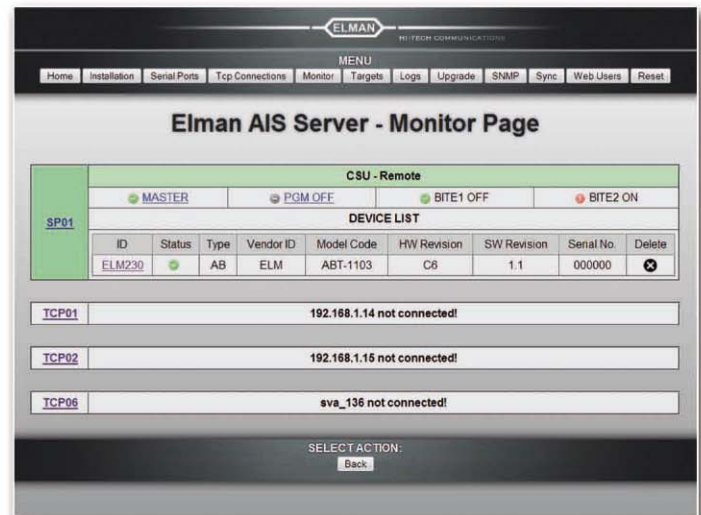 ELMAN
HI-TECH COMMUNICATIONS
MENU
Home Installation Serial Ports Tcp Connections Monitor Targets Logs Upgrade SNMP Sync Web Users Reset
Elman AIS Server - Monitor Page
SP01
CSU - Remote
MASTER PGM OFF BITE1 OFF BITE2 ON
DEVICE LIST
ID Status Type Vendor ID Model Code HW Revision SW Revision Serial No. Delete
ELM230 AB ELM ABT-1103 C6 1.1 000000
TCP01 192.168.1.14 not connected!
TCP02 192.168.1.15 not connected!
TCP06 sva_136 not connected!
SELECT ACTION:
Back